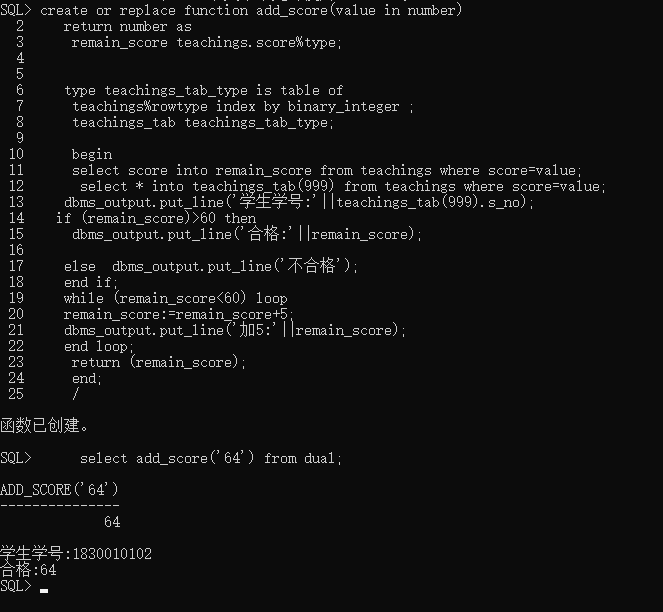 SQL> create or replace function add_score(value in number)
2 return number as
3 remain_score teachings.score%type;
4
5
6 type teachings_tab_type is table of
7 teachings%rowtype index by binary_integer ;
8 teachings_tab teachings_tab_type;
9
10 begin
11 select score into remain_score from teachings where score=value;
12 select * into teachings_tab(999) from teachings where score=value;
13 dbms_output.put_line('学生学号:'||teachings_tab(999).s_no);
14 if (remain_score)>60 then
15 dbms_output.put_line('合格:'||remain_score);
16
17 else  dbms_output.put_line('不合格');
18 end if;
19 while (remain_score<60) loop
20 remain_score:=remain_score+5;
21 dbms_output.put_line('加5:'||remain_score);
22 end loop;
23 return (remain_score);
24 end;
25 /
函数已创建。
SQL> select add_score('64') from dual;
ADD_SCORE('64')
---------------
64
学生学号:1830010102
合格:64
SQL>